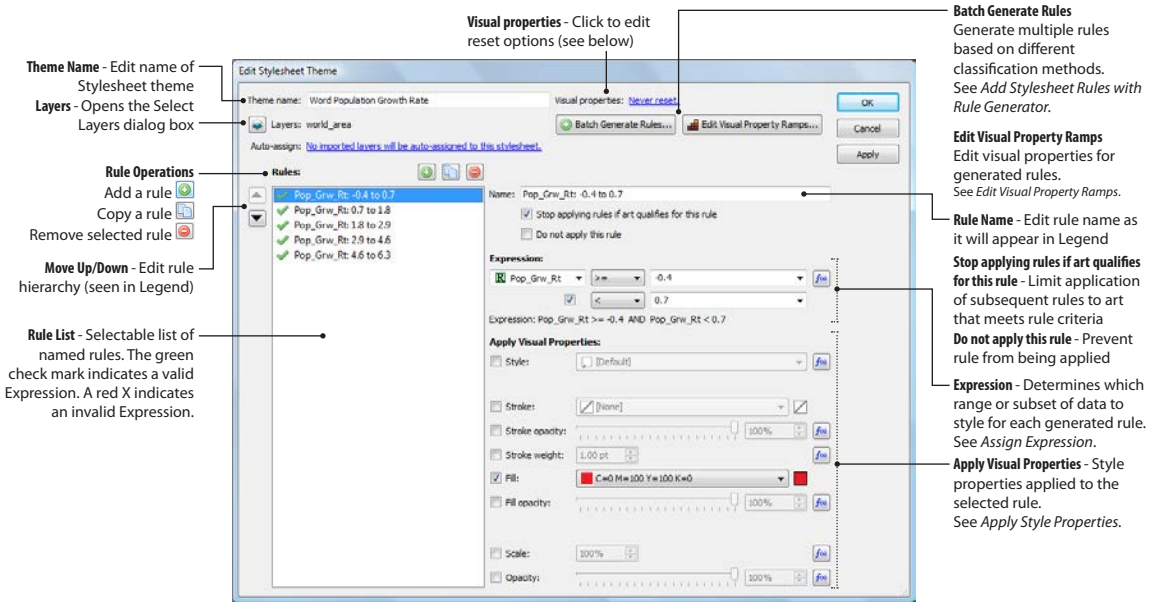 Visual properties - Click to edit
reset options (see below)
Theme Name - Edit name of
Stylesheet theme
Layers - Opens the Select
Layers dialog box
Rule Operations
Add a rule
Copy a rule
Remove selected rule
Move Up/Down - Edit rule
hierarchy (seen in Legend)
Rule List - Selectable list of
named rules. The green
check mark indicates a valid
Expression. A red X indicates
an invalid Expression.
Edit Stylesheet Theme
Theme name: Word Population Growth Rate
Visual properties: Never reset.
OK
Layers: world_area
Batch Generate Rules...
Edit Visual Property Ramps...
Cancel
Auto-assign: No imported layers will be auto-assigned to this stylesheet.
Apply
Rules:
Pop_Grw_Rt: -0.4 to 0.7
Pop_Grw_Rt: 0.7 to 1.8
Pop_Grw_Rt: 1.8 to 2.9
Pop_Grw_Rt: 2.9 to 4.6
Pop_Grw_Rt: 4.6 to 6.3
Name: Pop_Grw_Rt: -0.4 to 0.7
Stop applying rules if art qualifies for this rule
Do not apply this rule
Expression:
R Pop_Grw_Rt >= -0.4 f(x)
< 0.7
Expression: Pop_Grw_Rt >= -0.4 AND Pop_Grw_Rt < 0.7
Apply Visual Properties:
Style: [Default] f(x)
Stroke: [None]
Stroke opacity: 100% f(x)
Stroke weight: 1.00 pt f(x)
Fill: C=0 M=100 Y=100 K=0
Fill opacity: 100% f(x)
Scale: 100% f(x)
Opacity: 100% f(x)
Batch Generate Rules
Generate multiple rules
based on different
classification methods.
See Add Stylesheet Rules with
Rule Generator.
Edit Visual Property Ramps
Edit visual properties for
generated rules.
See Edit Visual Property Ramps.
Rule Name - Edit rule name as
it will appear in Legend
Stop applying rules if art qualifies
for this rule - Limit application
of subsequent rules to art
that meets rule criteria
Do not apply this rule - Prevent
rule from being applied
Expression - Determines which
range or subset of data to
style for each generated rule.
See Assign Expression.
Apply Visual Properties - Style
properties applied to the
selected rule.
See Apply Style Properties.